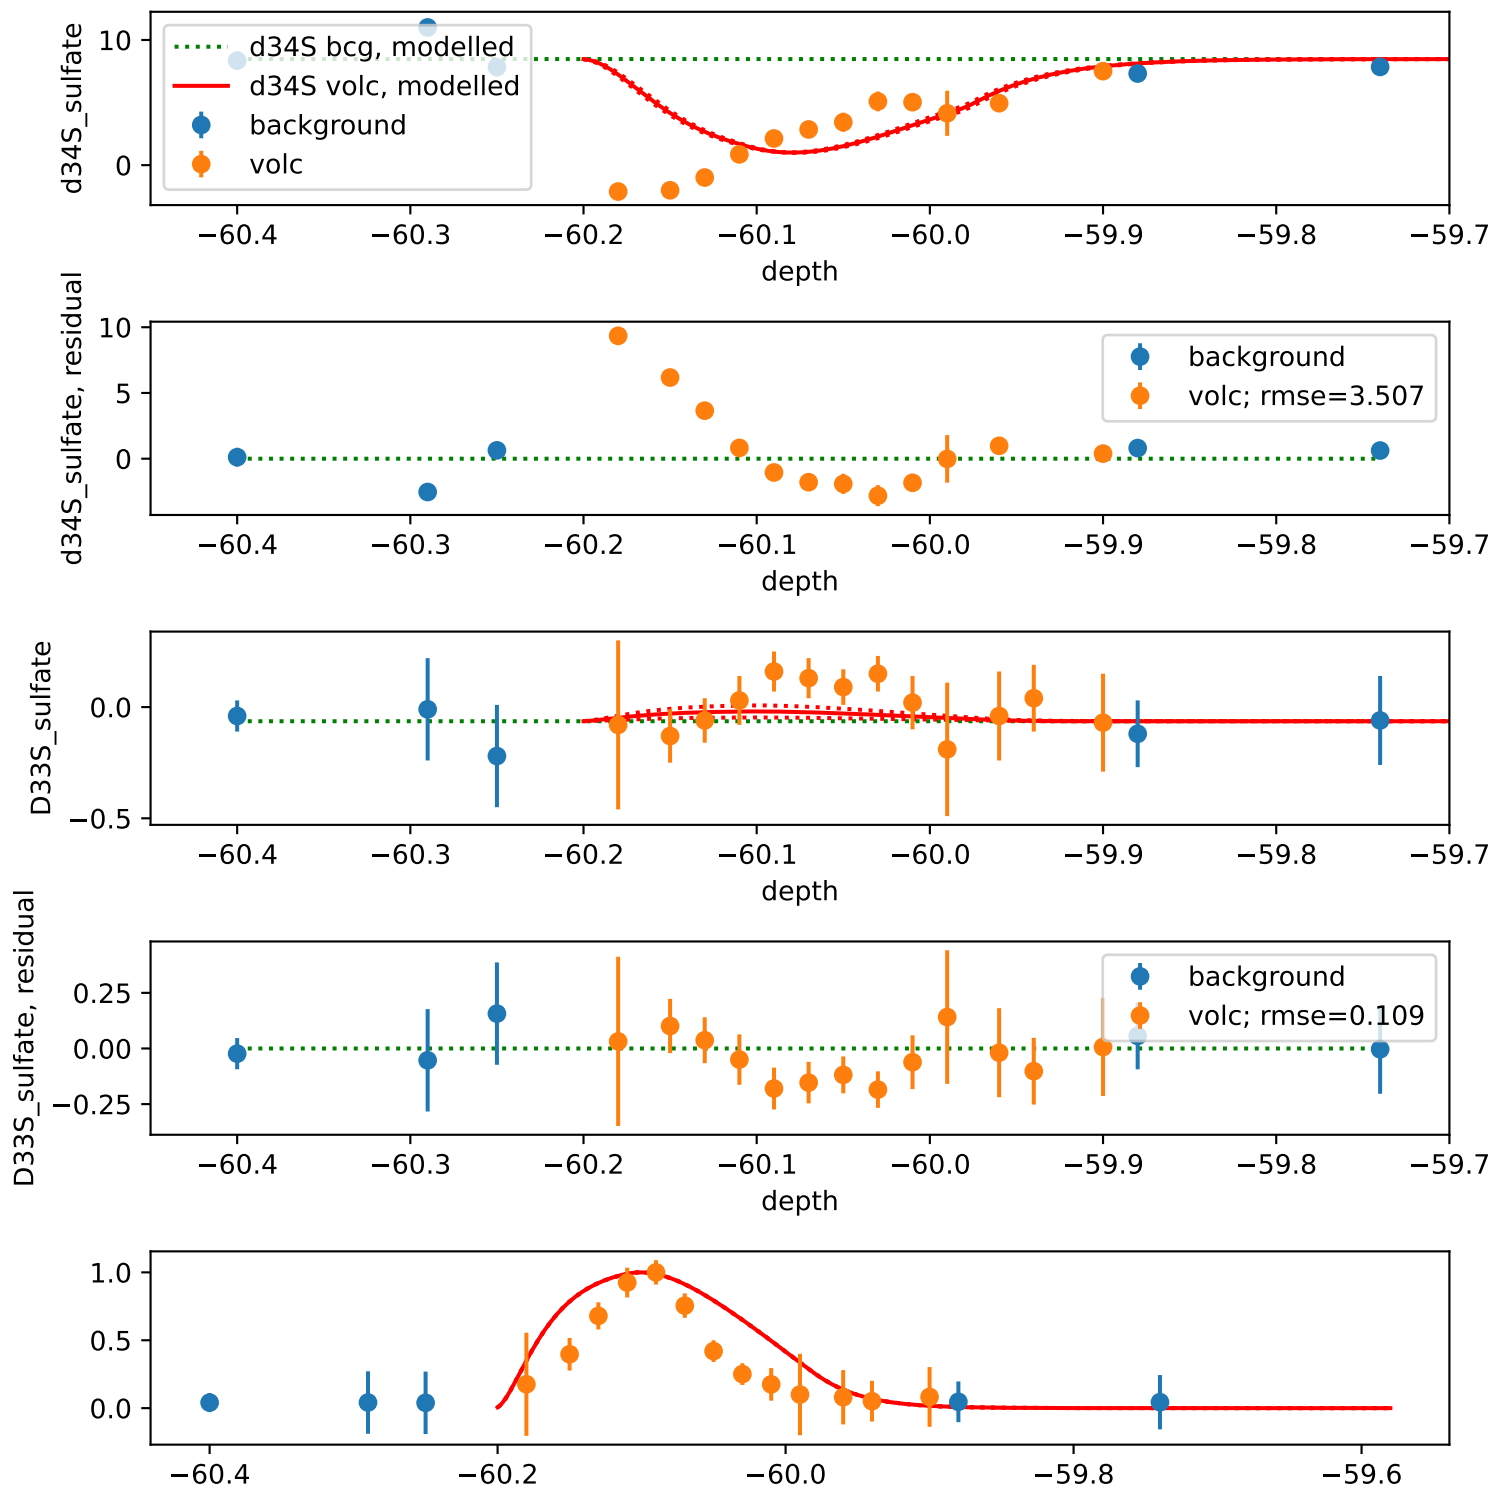 10
0
d34S_sulfate
d34S bcg, modelled
d34S volc, modelled
background
volc
−60.4 −60.3 −60.2 −60.1 −60.0 −59.9 −59.8 −59.7
depth
10
5
0
d34S_sulfate, residual
background
volc; rmse=3.507
−60.4 −60.3 −60.2 −60.1 −60.0 −59.9 −59.8 −59.7
depth
0.0
−0.5
D33S_sulfate
−60.4 −60.3 −60.2 −60.1 −60.0 −59.9 −59.8 −59.7
depth
0.25
0.00
−0.25
D33S_sulfate, residual
background
volc; rmse=0.109
−60.4 −60.3 −60.2 −60.1 −60.0 −59.9 −59.8 −59.7
depth
1.0
0.5
0.0
−60.4 −60.2 −60.0 −59.8 −59.6